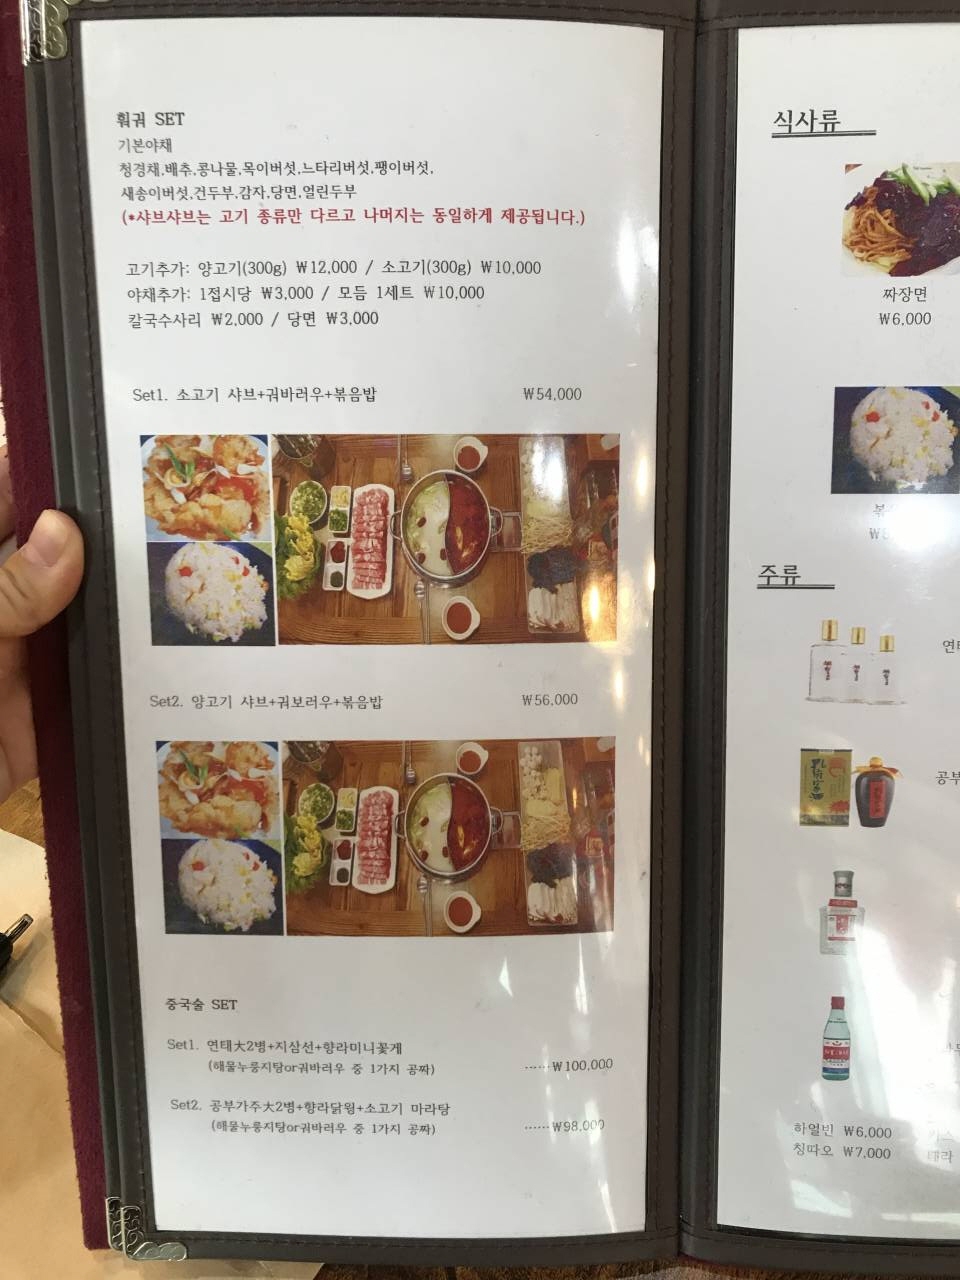 훠궈 SET
기본야채
청경채,배추,콩나물,목이버섯,느타리버섯,팽이버섯,
새송이버섯,건두부,감자,당면,얼린두부
(*샤브샤브는 고기 종류만 다르고 나머지는 동일하게 제공됩니다.)
고기추가: 양고기(300g) ₩12,000 / 소고기(300g) ₩10,000
야채추가: 1접시당 ₩3,000 / 모듬 1세트 ₩10,000
칼국수사리 ₩2,000 / 당면 ₩3,000
Set1. 소고기 샤브+궈바러우+볶음밥 ₩54,000
Set2. 양고기 샤브+궈보러우+볶음밥 ₩56,000
중국술 SET
Set1. 연태大2병+지삼선+향라미니꽃게
(해물누룽지탕or궈바러우 중 1가지 공짜) ······₩100,000
Set2. 공부가주大2병+향라닭윙+소고기 마라탕
(해물누룽지탕or궈바러우 중 1가지 공짜) ······₩98,000
식사류
짜장면
₩6,000
주류
연태
공부
하얼빈 ₩6,000
칭따오 ₩7,000
테라